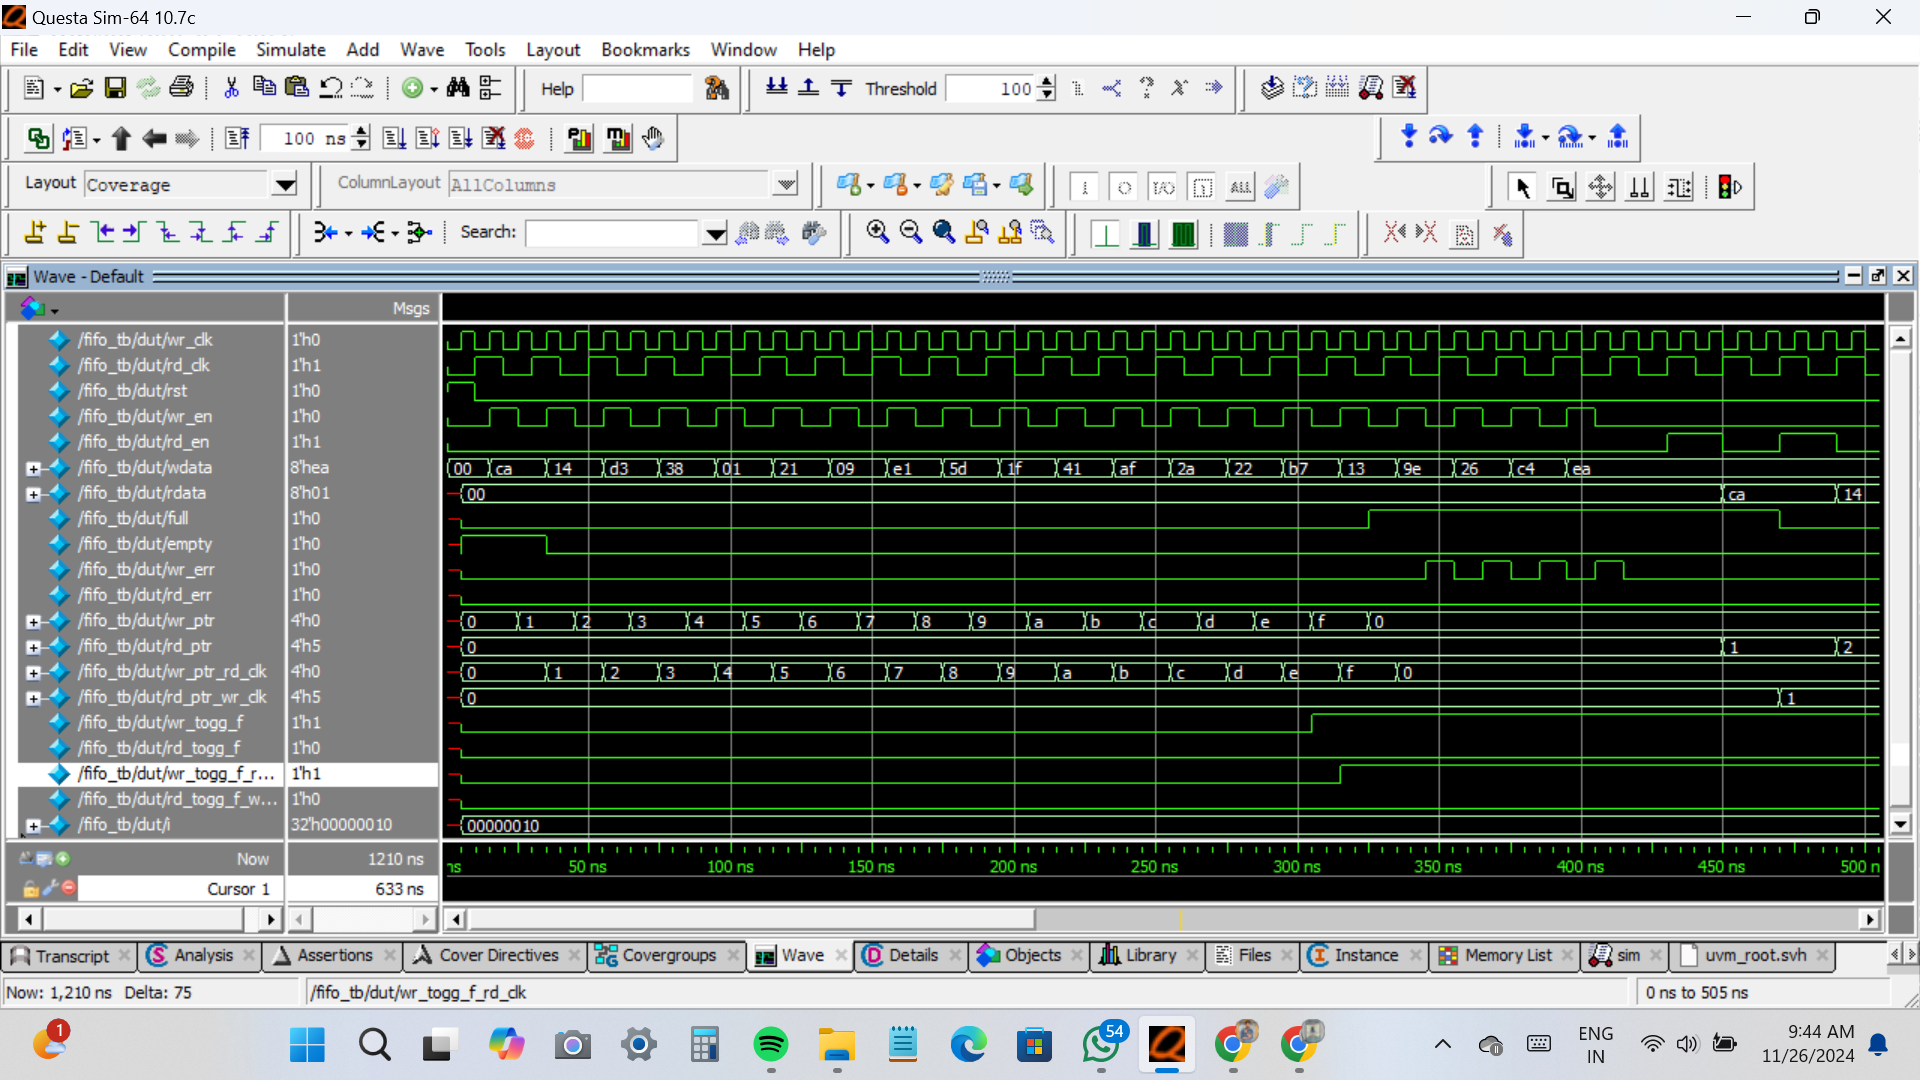 Questa Sim-64 10.7c
File Edit View Compile Simulate Add Wave Tools Layout Bookmarks Window Help
Help Threshold 100
100 ns
Layout Coverage ColumnLayout AllColumns ALL
Search:
Wave - Default
Msgs
/fifo_tb/dut/wr_clk 1'h0
/fifo_tb/dut/rd_clk 1'h1
/fifo_tb/dut/rst 1'h0
/fifo_tb/dut/wr_en 1'h0
/fifo_tb/dut/rd_en 1'h1
/fifo_tb/dut/wdata 8'hea 00 ca 14 d3 38 01 21 09 e1 5d 1f 41 af 2a 22 b7 13 9e 26 c4 ea
/fifo_tb/dut/rdata 8'h01 00 ca 14
/fifo_tb/dut/full 1'h0
/fifo_tb/dut/empty 1'h0
/fifo_tb/dut/wr_err 1'h0
/fifo_tb/dut/rd_err 1'h0
/fifo_tb/dut/wr_ptr 4'h0 0 1 2 3 4 5 6 7 8 9 a b c d e f 0
/fifo_tb/dut/rd_ptr 4'h5 0 1 2
/fifo_tb/dut/wr_ptr_rd_clk 4'h0 0 1 2 3 4 5 6 7 8 9 a b c d e f 0
/fifo_tb/dut/rd_ptr_wr_clk 4'h5 0 1
/fifo_tb/dut/wr_togg_f 1'h1
/fifo_tb/dut/rd_togg_f 1'h0
/fifo_tb/dut/wr_togg_f_r... 1'h1
/fifo_tb/dut/rd_togg_f_w... 1'h0
/fifo_tb/dut/i 32'h00000010 00000010
Now 1210 ns ns 50 ns 100 ns 150 ns 200 ns 250 ns 300 ns 350 ns 400 ns 450 ns 500 n
Cursor 1 633 ns
Transcript Analysis Assertions Cover Directives Covergroups Wave Details Objects Library Files Instance Memory List sim uvm_root.svh
Now: 1,210 ns Delta: 75 /fifo_tb/dut/wr_togg_f_rd_clk 0 ns to 505 ns
1 54 ENG 9:44 AM
IN 11/26/2024